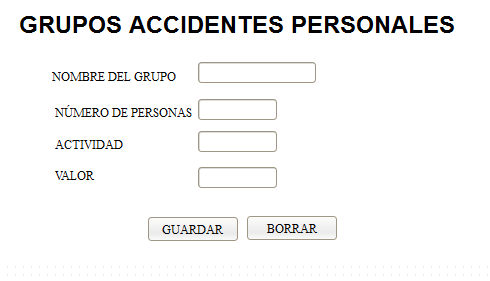 GRUPOS ACCIDENTES PERSONALES
NOMBRE DEL GRUPO
NÚMERO DE PERSONAS
ACTIVIDAD
VALOR
GUARDAR BORRAR